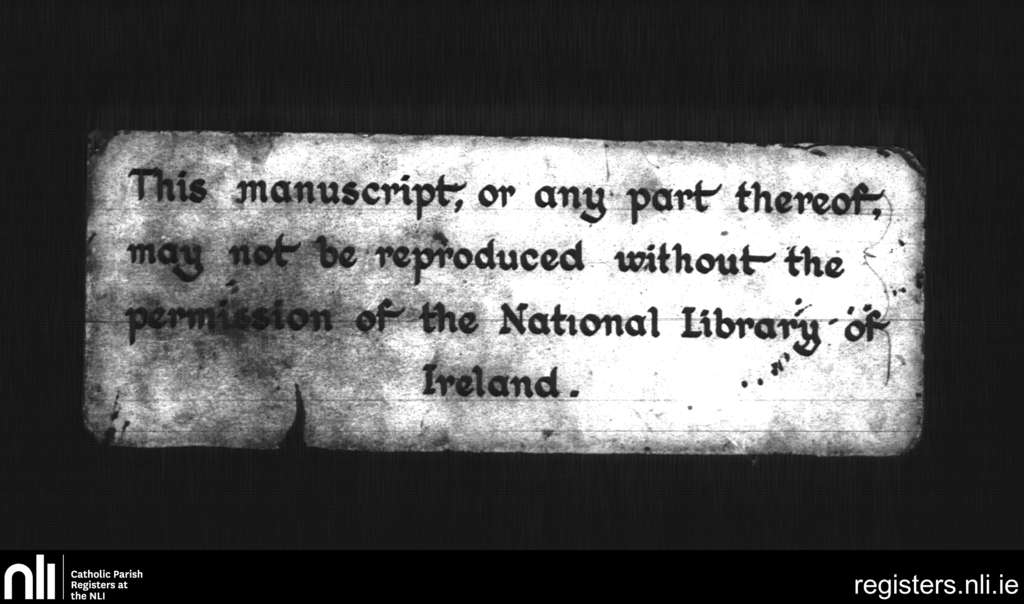 This manuscript, or any part thereof,
may not be reproduced without the
permission of the National Library of
Ireland.
nli
Catholic Parish
Registers at
the NLI
registers.nli.ie